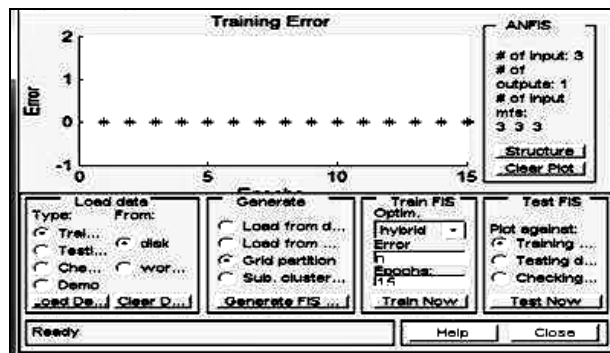 Training Error
ANFIS
2
1
0
-1
Error
0
5
10
15
# of input: 3
# of
outputs: 1
# of input
mfs:
3 3 3
Structure
Clear Plot
Load data
Type:
From:
Trai...
Testi...
Che...
Demo
disk
wor...
Load Da...
Clear D...
Generate
Load from d...
Load from ...
Grid partition
Sub. cluster...
Generate FIS ...
Train FIS
Optim.
hybrid
Error
Epochs:
15
Train Now
Test FIS
Plot against:
Training ...
Testing d...
Checking...
Test Now
Ready
Help
Close